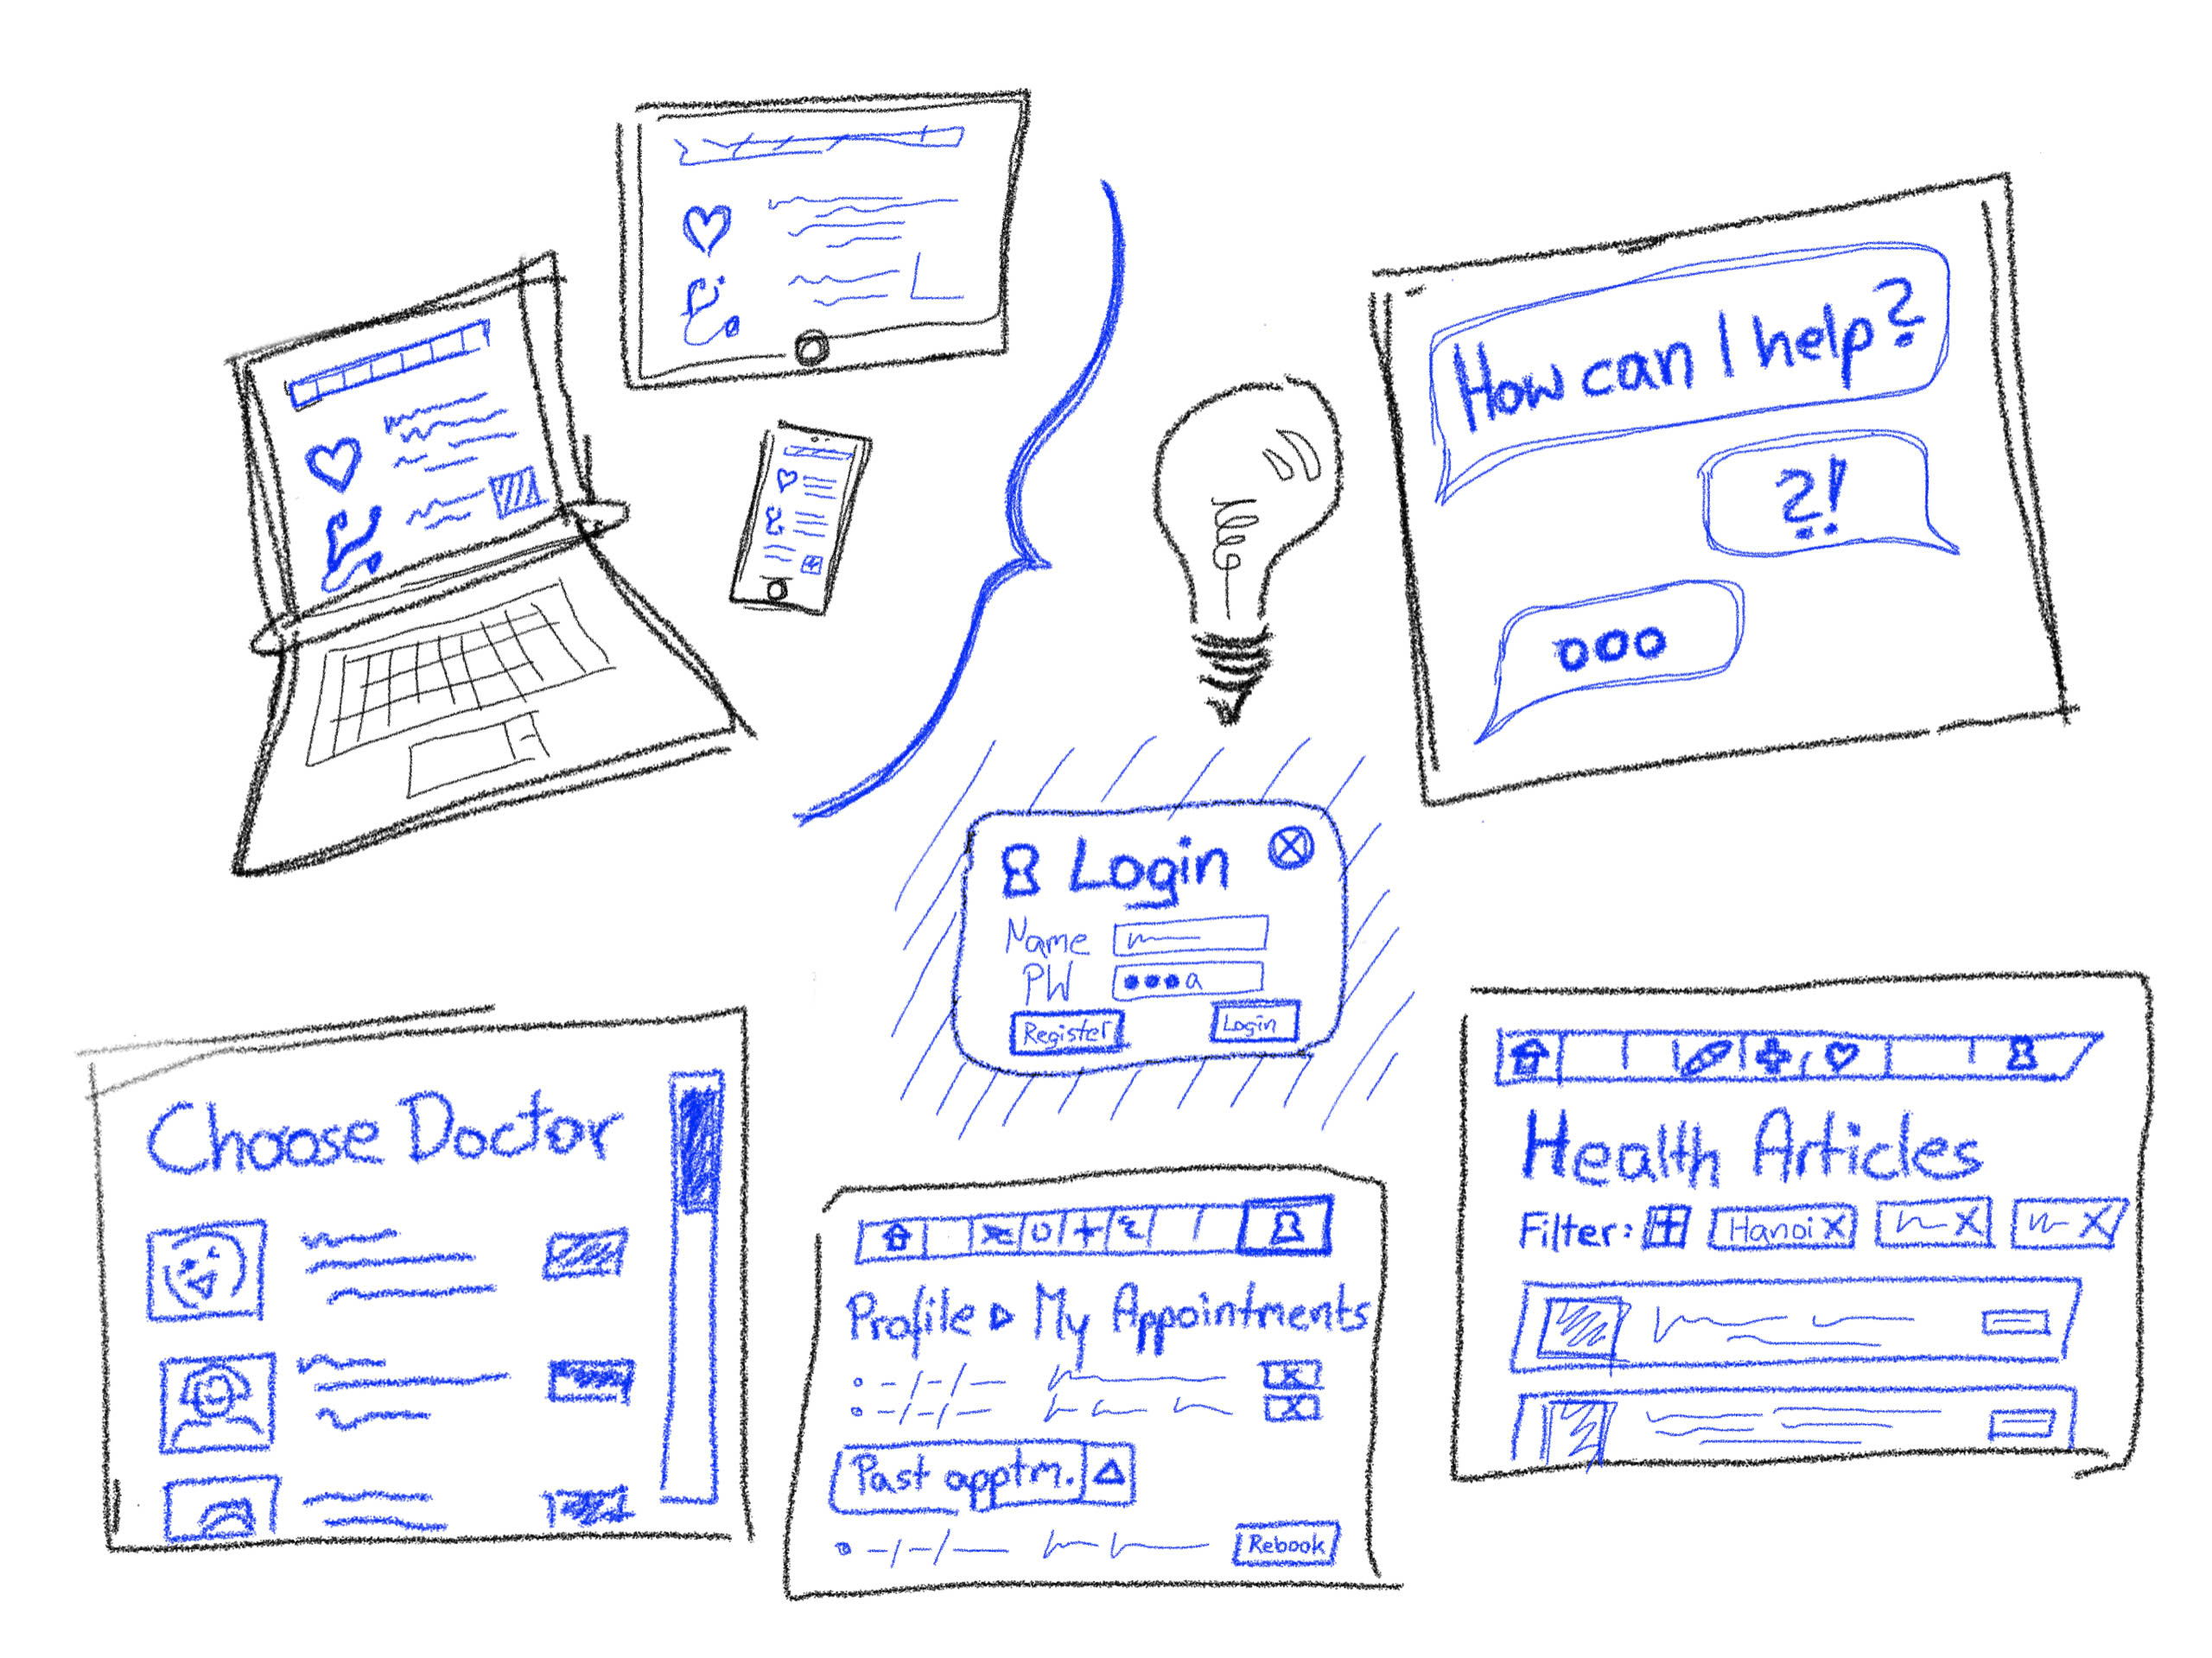 How can I help?
?!
ooo
Login
Name
PW
a
Register
Login
Choose Doctor
Profile ▷ My Appointments
Past apptm.
Rebook
Health Articles
Filter: + Hanoi X X X